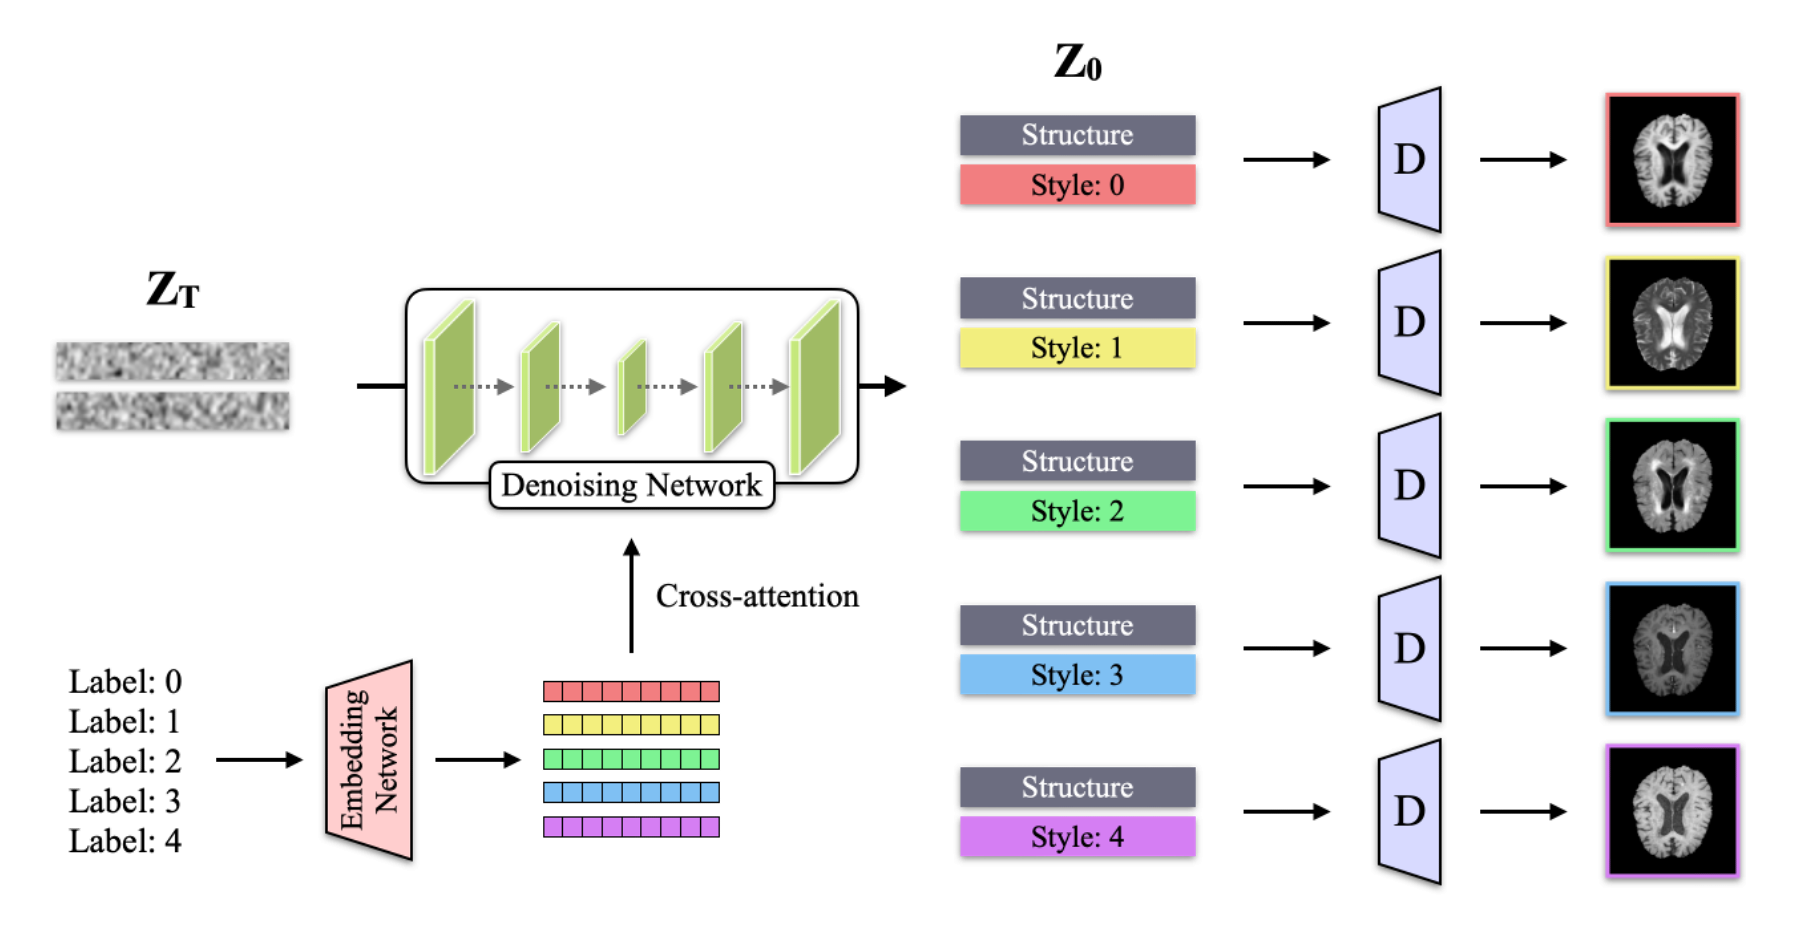 Z₀
Structure
Style: 0
D
Structure
Style: 1
D
Z_T
Structure
Style: 2
D
Denoising Network
Cross-attention
Structure
Style: 3
D
Label: 0
Label: 1
Label: 2
Label: 3
Label: 4
Embedding
Network
Structure
Style: 4
D